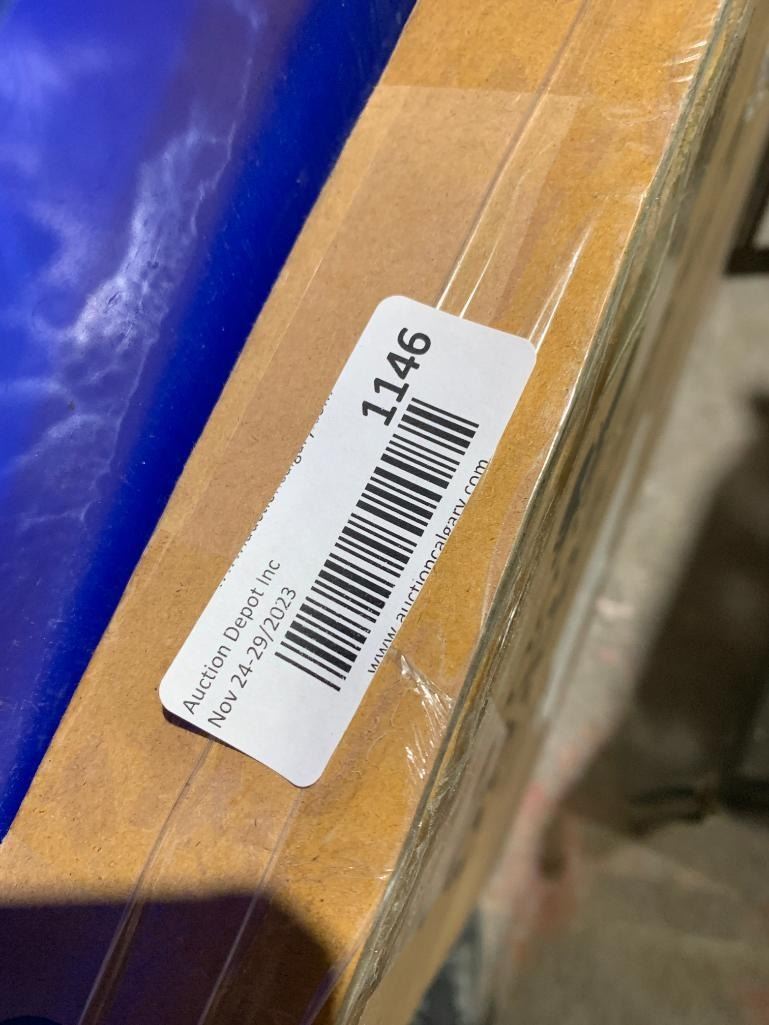 Auction Depot Inc
Nov 24-29/2023
1146
www.auctioncalgary.com